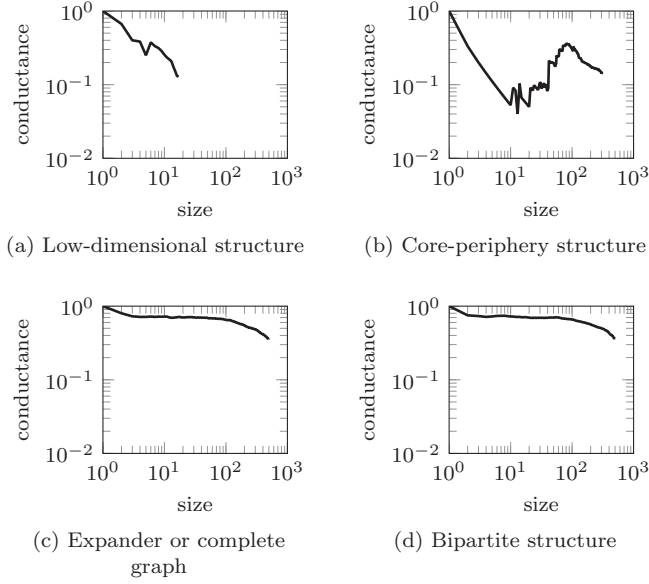 10^0
10^-1
10^-2
conductance
10^0 10^1 10^2 10^3
size
(a) Low-dimensional structure
10^0
10^-1
10^-2
conductance
10^0 10^1 10^2 10^3
size
(b) Core-periphery structure
10^0
10^-1
10^-2
conductance
10^0 10^1 10^2 10^3
size
(c) Expander or complete
graph
10^0
10^-1
10^-2
conductance
10^0 10^1 10^2 10^3
size
(d) Bipartite structure